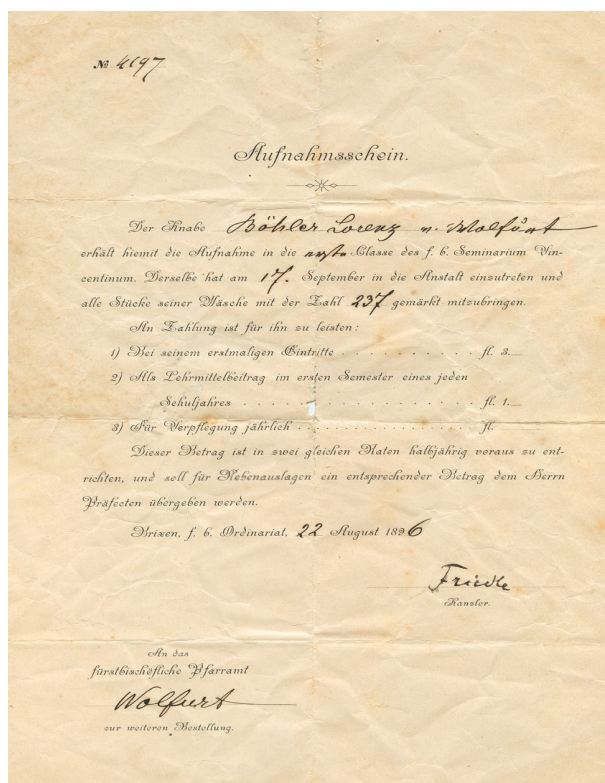 № 4197
Aufnahmsschein.
Der Knabe Böhler Lorenz v. Wolfurt
erhält hiemit die Aufnahme in die erste Classe des f. b. Seminarium Vin-
centinum. Derselbe hat am 17. September in die Anstalt einzutreten und
alle Stücke seiner Wäsche mit der Zahl 237 gemärkt mitzubringen.
An Zahlung ist für ihn zu leisten:
1) Bei seinem erstmaligen Eintritte . . . . . . . . . . . . fl. 3.—
2) Als Lehrmittelbeitrag im ersten Semester eines jeden
Schuljahres . . . . . . . . . . . . . . . . . . . . fl. 1.—
3) Für Verpflegung jährlich . . . . . . . . . . . . . . . . fl.
Dieser Betrag ist in zwei gleichen Raten halbjährig voraus zu ent-
richten, und soll für Nebenauslagen ein entsprechender Betrag dem Herrn
Präfecten übergeben werden.
Brixen, f. b. Ordinariat, 22 August 1896
Kanzler.
An das
fürstbischöfliche Pfarramt
Wolfurt
zur weiteren Bestellung.